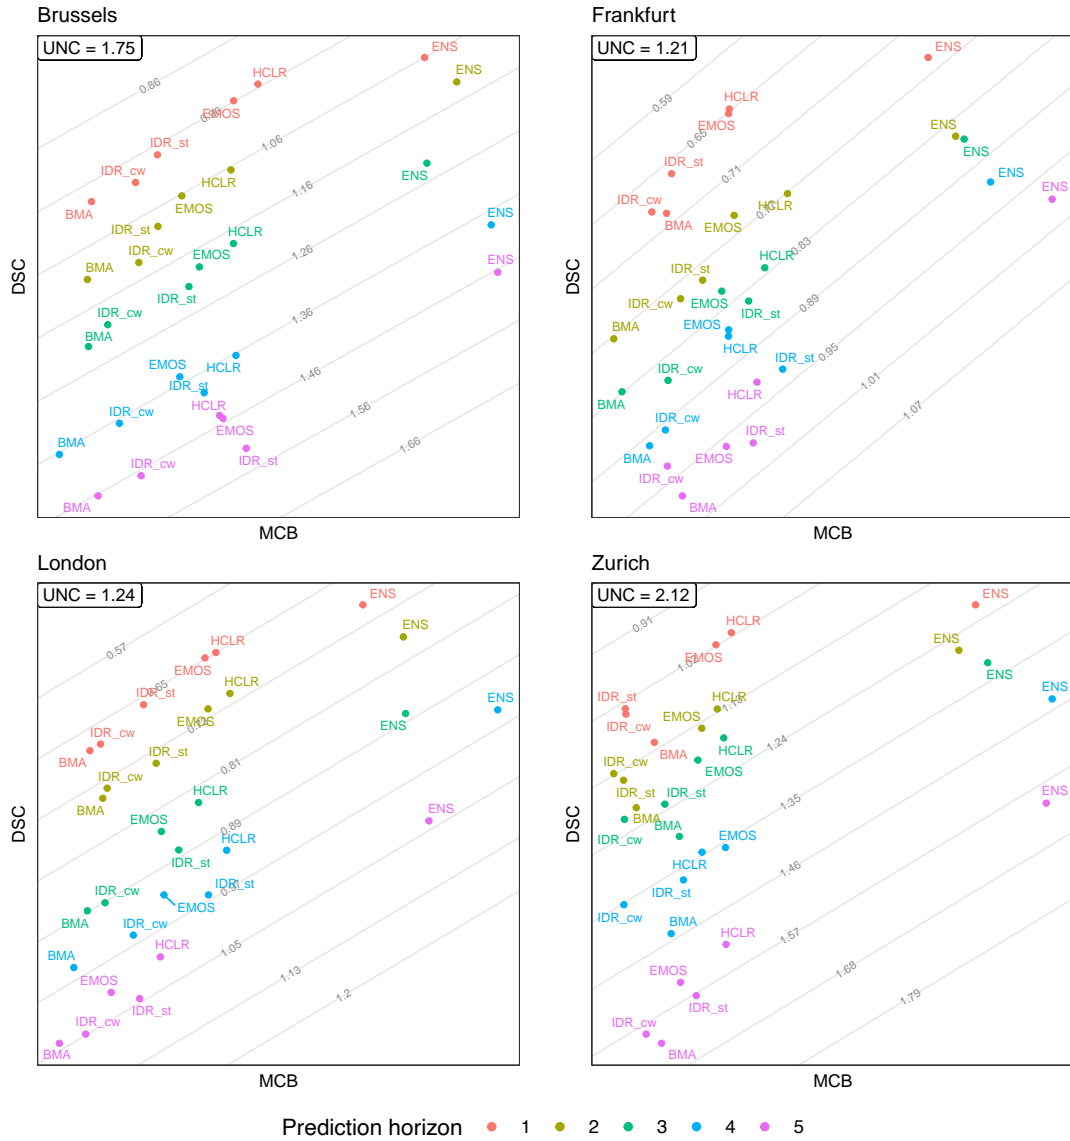 Brussels
UNC = 1.75
ENS
0.86
HCLR
ENS
EMOS
1.06
IDR_st
IDR_cw
1.16
ENS
BMA
HCLR
EMOS
IDR_st
HCLR
ENS
IDR_cw
EMOS
1.26
BMA
IDR_st
ENS
IDR_cw
1.36
BMA
EMOS
HCLR
1.46
IDR_st
IDR_cw
HCLR
1.56
BMA
EMOS
1.66
IDR_cw
IDR_st
BMA
DSC
MCB
Frankfurt
UNC = 1.21
ENS
0.59
HCLR
EMOS
0.65
ENS
ENS
IDR_st
0.71
ENS
ENS
IDR_cw
BMA
HCLR
EMOS
0.83
HCLR
IDR_st
EMOS
IDR_cw
IDR_st
0.89
BMA
EMOS
HCLR
0.95
IDR_st
IDR_cw
1.01
HCLR
BMA
1.07
IDR_cw
IDR_st
BMA
EMOS
IDR_cw
BMA
DSC
MCB
London
UNC = 1.24
ENS
0.57
HCLR
ENS
EMOS
0.65
HCLR
IDR_st
ENS
ENS
EMOS
IDR_cw
BMA
IDR_st
0.81
IDR_cw
BMA
HCLR
ENS
EMOS
0.89
HCLR
IDR_st
IDR_cw
IDR_st
BMA
EMOS
IDR_cw
1.05
HCLR
BMA
1.13
EMOS
1.2
IDR_st
IDR_cw
BMA
DSC
MCB
Zurich
UNC = 2.12
ENS
0.91
HCLR
ENS
EMOS
1.02
ENS
ENS
IDR_st
HCLR
IDR_cw
EMOS
1.24
BMA
HCLR
IDR_cw
EMOS
IDR_st
IDR_st
1.35
ENS
BMA
BMA
IDR_cw
EMOS
HCLR
1.46
IDR_st
IDR_cw
BMA
1.57
HCLR
1.68
EMOS
1.79
IDR_st
IDR_cw
BMA
DSC
MCB
Prediction horizon 1 2 3 4 5